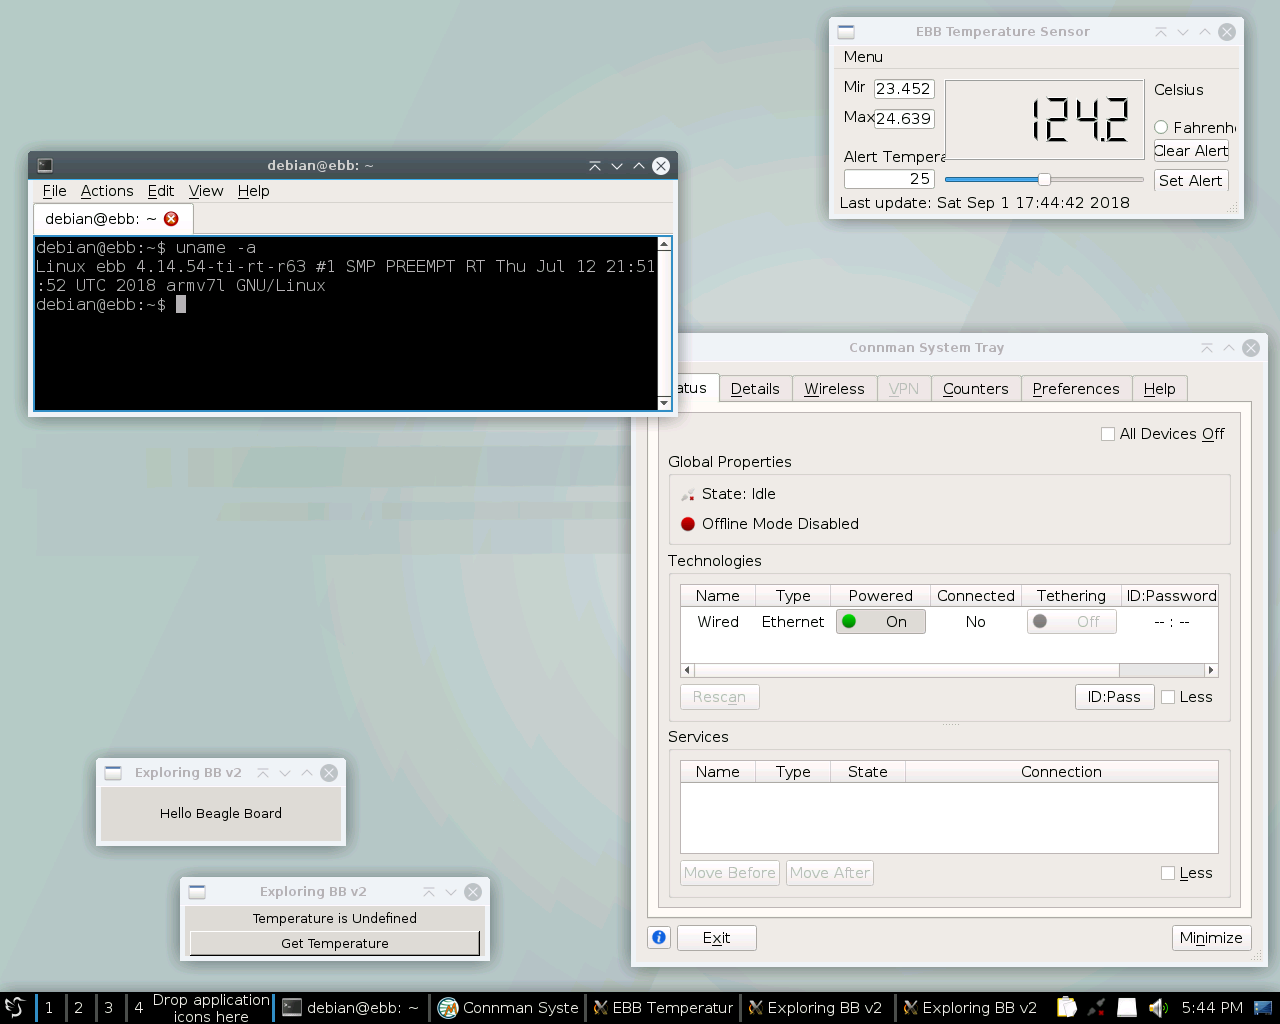 EBB Temperature Sensor
Menu
Mir 23.452
Max 24.639
124.2
Celsius
Fahrenh
Clear Alert
Alert Tempera
25
Set Alert
Last update: Sat Sep 1 17:44:42 2018
debian@ebb: ~
File Actions Edit View Help
debian@ebb: ~
debian@ebb:~$ uname -a
Linux ebb 4.14.54-ti-rt-r63 #1 SMP PREEMPT RT Thu Jul 12 21:51
:52 UTC 2018 armv7l GNU/Linux
debian@ebb:~$
Connman System Tray
atus Details Wireless VPN Counters Preferences Help
All Devices Off
Global Properties
State: Idle
Offline Mode Disabled
Technologies
Name Type Powered Connected Tethering ID:Password
Wired Ethernet On No Off -- : --
Rescan ID:Pass Less
Services
Name Type State Connection
Move Before Move After Less
Exit Minimize
Exploring BB v2
Hello Beagle Board
Exploring BB v2
Temperature is Undefined
Get Temperature
1 2 3 4 Drop application
icons here
debian@ebb: ~ Connman Syste EBB Temperatur Exploring BB v2 Exploring BB v2 5:44 PM